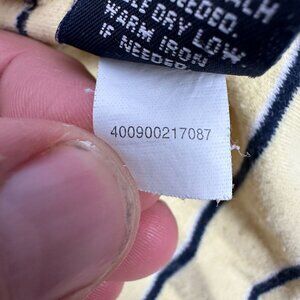 NEEDED.
DRY LOW.
WARM IRON
IF NEEDED.
400900217087